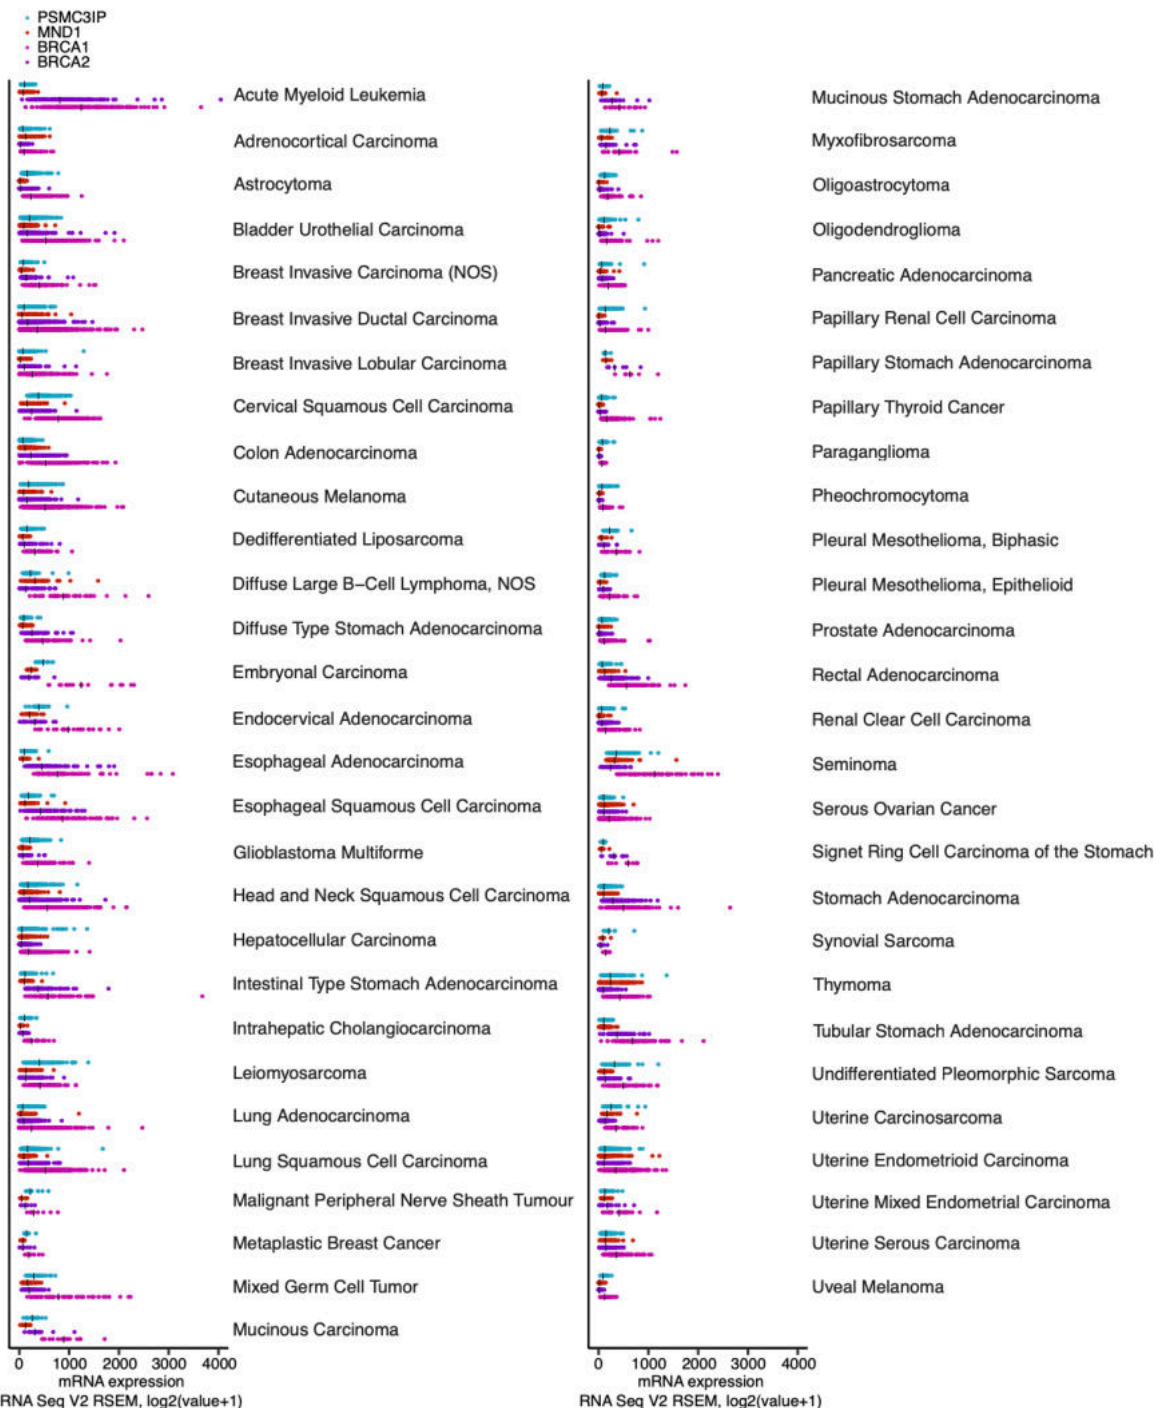 PSMC3IP
MND1
BRCA1
BRCA2
Acute Myeloid Leukemia
Adrenocortical Carcinoma
Astrocytoma
Bladder Urothelial Carcinoma
Breast Invasive Carcinoma (NOS)
Breast Invasive Ductal Carcinoma
Breast Invasive Lobular Carcinoma
Cervical Squamous Cell Carcinoma
Colon Adenocarcinoma
Cutaneous Melanoma
Dedifferentiated Liposarcoma
Diffuse Large B−Cell Lymphoma, NOS
Diffuse Type Stomach Adenocarcinoma
Embryonal Carcinoma
Endocervical Adenocarcinoma
Esophageal Adenocarcinoma
Esophageal Squamous Cell Carcinoma
Glioblastoma Multiforme
Head and Neck Squamous Cell Carcinoma
Hepatocellular Carcinoma
Intestinal Type Stomach Adenocarcinoma
Intrahepatic Cholangiocarcinoma
Leiomyosarcoma
Lung Adenocarcinoma
Lung Squamous Cell Carcinoma
Malignant Peripheral Nerve Sheath Tumour
Metaplastic Breast Cancer
Mixed Germ Cell Tumor
Mucinous Carcinoma
0 1000 2000 3000 4000
mRNA expression
RNA Seq V2 RSEM, log2(value+1)
Mucinous Stomach Adenocarcinoma
Myxofibrosarcoma
Oligoastrocytoma
Oligodendroglioma
Pancreatic Adenocarcinoma
Papillary Renal Cell Carcinoma
Papillary Stomach Adenocarcinoma
Papillary Thyroid Cancer
Paraganglioma
Pheochromocytoma
Pleural Mesothelioma, Biphasic
Pleural Mesothelioma, Epithelioid
Prostate Adenocarcinoma
Rectal Adenocarcinoma
Renal Clear Cell Carcinoma
Seminoma
Serous Ovarian Cancer
Signet Ring Cell Carcinoma of the Stomach
Stomach Adenocarcinoma
Synovial Sarcoma
Thymoma
Tubular Stomach Adenocarcinoma
Undifferentiated Pleomorphic Sarcoma
Uterine Carcinosarcoma
Uterine Endometrioid Carcinoma
Uterine Mixed Endometrial Carcinoma
Uterine Serous Carcinoma
Uveal Melanoma
0 1000 2000 3000 4000
mRNA expression
RNA Seq V2 RSEM, log2(value+1)